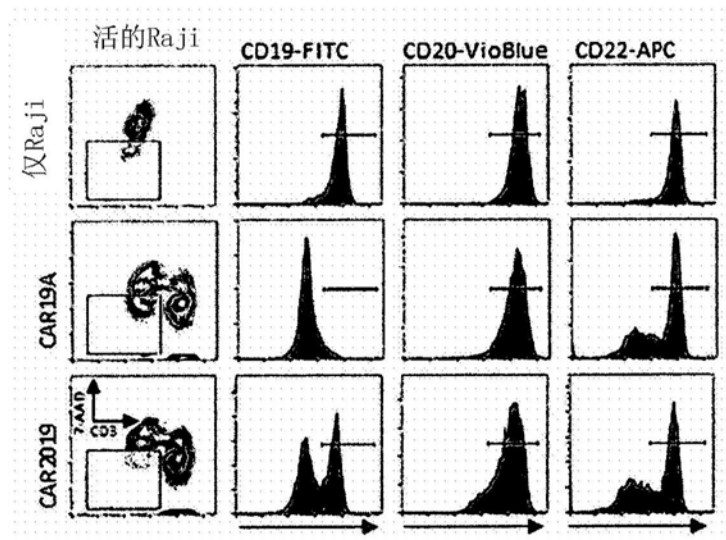 活的Raji
CD19-FITC
CD20-VioBlue
CD22-APC
仅Raji
CAR19A
CAR2019
7-AAD
CD3